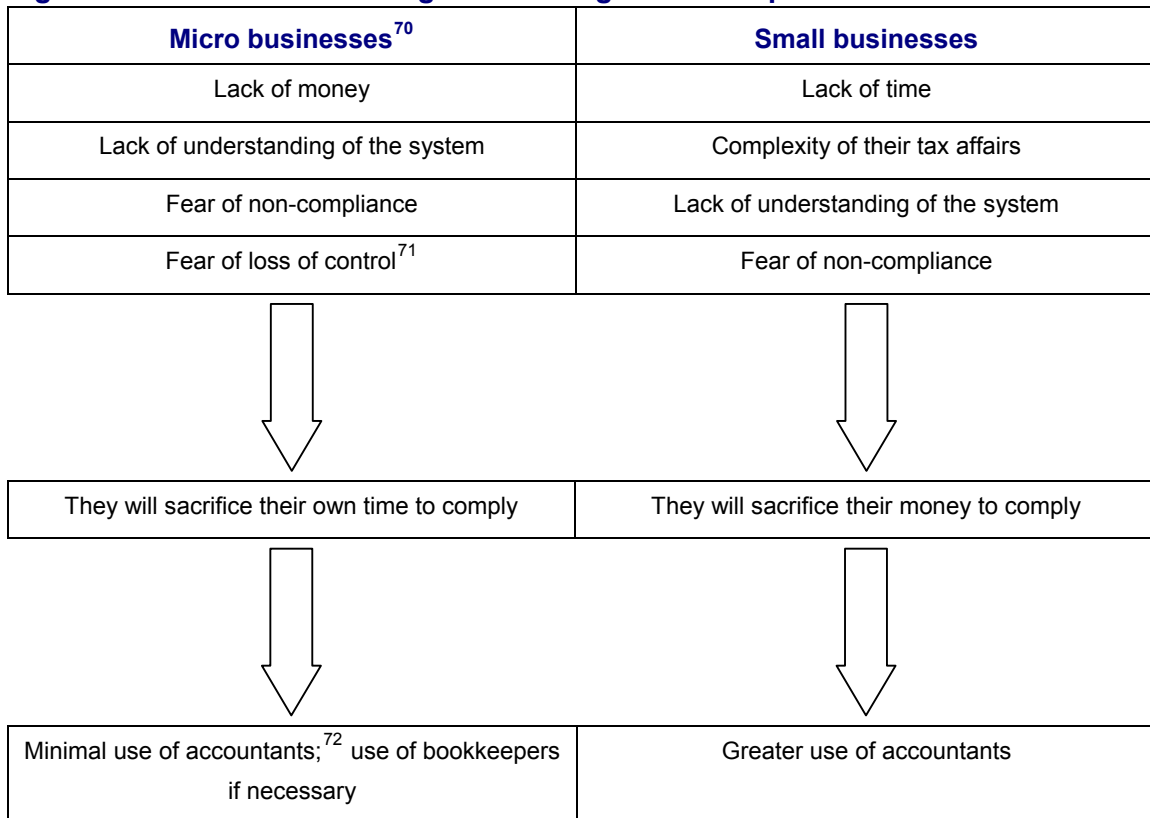 Micro businesses70
Small businesses
Lack of money
Lack of time
Lack of understanding of the system
Complexity of their tax affairs
Fear of non-compliance
Lack of understanding of the system
Fear of loss of control71
Fear of non-compliance
They will sacrifice their own time to comply
They will sacrifice their money to comply
Minimal use of accountants;72 use of bookkeepers
if necessary
Greater use of accountants